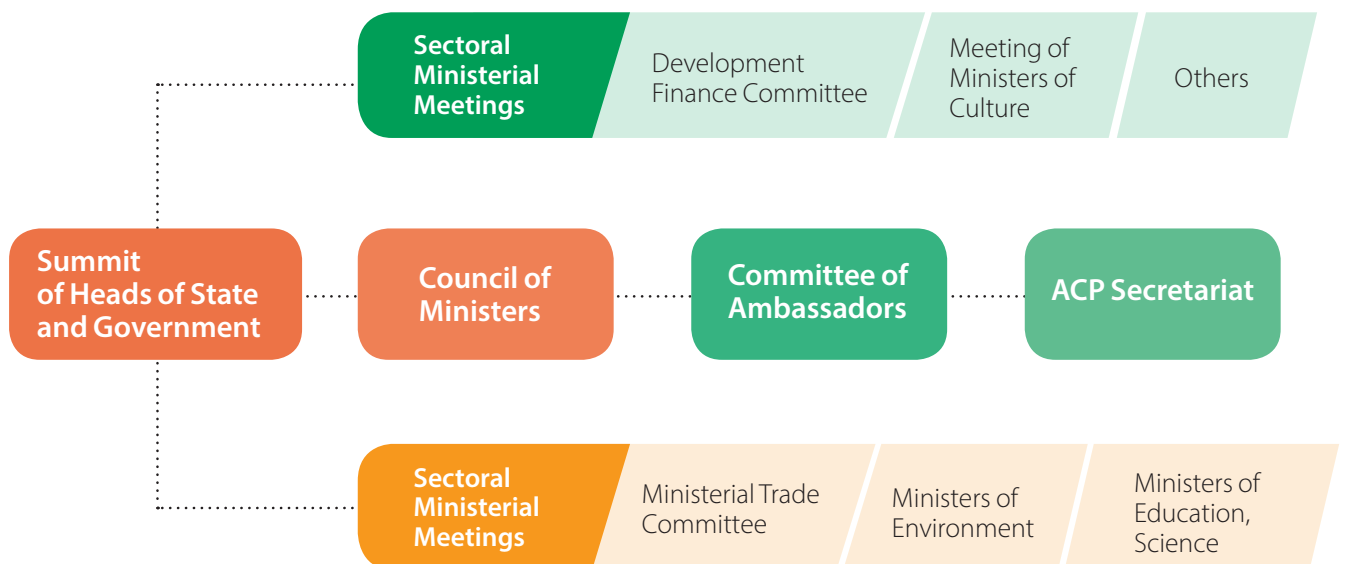 Sectoral
Ministerial
Meetings
Development
Finance Committee
Meeting of
Ministers of
Culture
Others
Summit
of Heads of State
and Government
Council of
Ministers
Committee of
Ambassadors
ACP Secretariat
Sectoral
Ministerial
Meetings
Ministerial Trade
Committee
Ministers of
Environment
Ministers of
Education,
Science